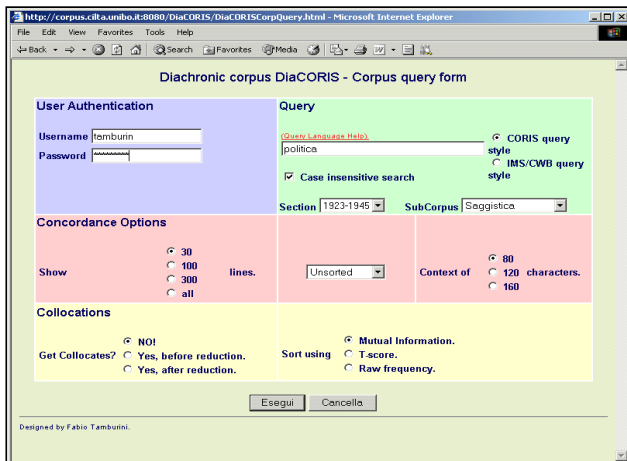 http://corpus.cilta.unibo.it:8080/DiaCORIS/DiaCORISCorpQuery.html - Microsoft Internet Explorer
File Edit View Favorites Tools Help
Back Search Favorites Media
Diachronic corpus DiaCORIS - Corpus query form
User Authentication
Username tamburin
Password *********
Query
(Query Language Help).
politica
CORIS query style
IMS/CWB query style
Case insensitive search
Section 1923-1945 SubCorpus Saggistica
Concordance Options
Show
30
100
300
all
lines.
Unsorted
Context of
80
120
160
characters.
Collocations
Get Collocates?
NO!
Yes, before reduction.
Yes, after reduction.
Sort using
Mutual Information.
T-score.
Raw frequency.
Esegui Cancella
Designed by Fabio Tamburini.